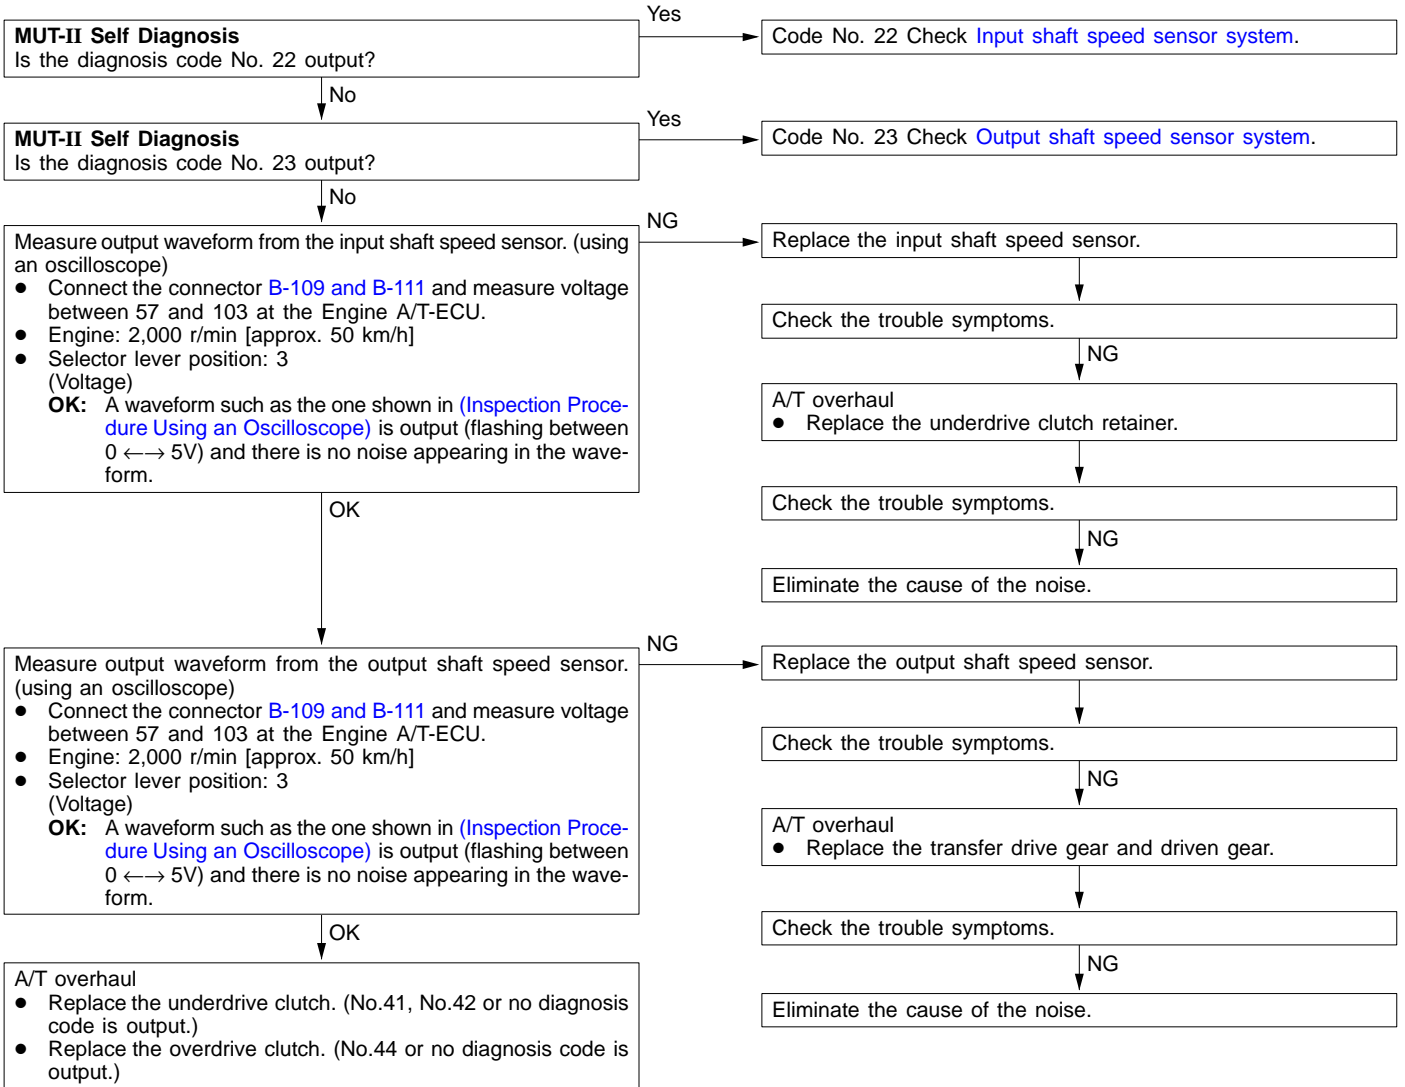 Yes
MUT-II Self Diagnosis
Is the diagnosis code No. 22 output?
Code No. 22 Check Input shaft speed sensor system.
No
Yes
MUT-II Self Diagnosis
Is the diagnosis code No. 23 output?
Code No. 23 Check Output shaft speed sensor system.
No
NG
Measure output waveform from the input shaft speed sensor. (using
an oscilloscope)
● Connect the connector B-109 and B-111 and measure voltage
between 57 and 103 at the Engine A/T-ECU.
● Engine: 2,000 r/min [approx. 50 km/h]
● Selector lever position: 3
(Voltage)
OK: A waveform such as the one shown in (Inspection Proce-
dure Using an Oscilloscope) is output (flashing between
0 ←→ 5V) and there is no noise appearing in the wave-
form.
Replace the input shaft speed sensor.
Check the trouble symptoms.
NG
A/T overhaul
● Replace the underdrive clutch retainer.
Check the trouble symptoms.
NG
Eliminate the cause of the noise.
OK
NG
Measure output waveform from the output shaft speed sensor.
(using an oscilloscope)
● Connect the connector B-109 and B-111 and measure voltage
between 57 and 103 at the Engine A/T-ECU.
● Engine: 2,000 r/min [approx. 50 km/h]
● Selector lever position: 3
(Voltage)
OK: A waveform such as the one shown in (Inspection Proce-
dure Using an Oscilloscope) is output (flashing between
0 ←→ 5V) and there is no noise appearing in the wave-
form.
Replace the output shaft speed sensor.
Check the trouble symptoms.
NG
A/T overhaul
● Replace the transfer drive gear and driven gear.
Check the trouble symptoms.
NG
Eliminate the cause of the noise.
OK
A/T overhaul
● Replace the underdrive clutch. (No.41, No.42 or no diagnosis
code is output.)
● Replace the overdrive clutch. (No.44 or no diagnosis code is
output.)